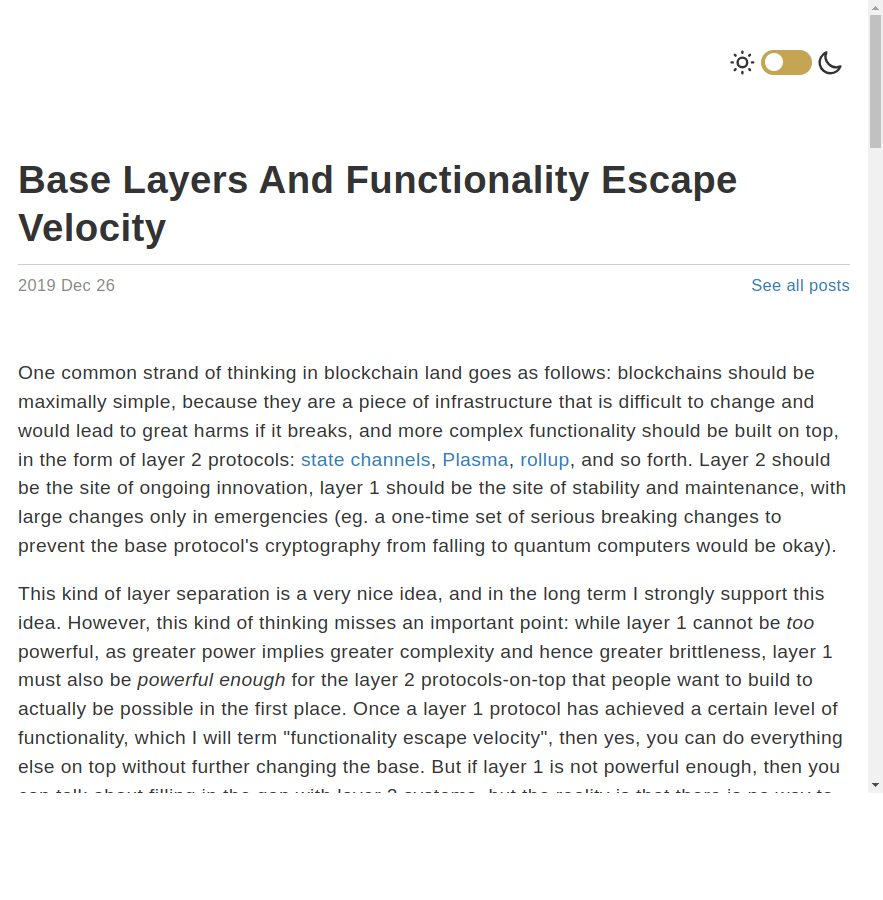 Base Layers And Functionality Escape
Velocity
2019 Dec 26
See all posts
One common strand of thinking in blockchain land goes as follows: blockchains should be
maximally simple, because they are a piece of infrastructure that is difficult to change and
would lead to great harms if it breaks, and more complex functionality should be built on top,
in the form of layer 2 protocols: state channels, Plasma, rollup, and so forth. Layer 2 should
be the site of ongoing innovation, layer 1 should be the site of stability and maintenance, with
large changes only in emergencies (eg. a one-time set of serious breaking changes to
prevent the base protocol's cryptography from falling to quantum computers would be okay).
This kind of layer separation is a very nice idea, and in the long term I strongly support this
idea. However, this kind of thinking misses an important point: while layer 1 cannot be too
powerful, as greater power implies greater complexity and hence greater brittleness, layer 1
must also be powerful enough for the layer 2 protocols-on-top that people want to build to
actually be possible in the first place. Once a layer 1 protocol has achieved a certain level of
functionality, which I will term "functionality escape velocity", then yes, you can do everything
else on top without further changing the base. But if layer 1 is not powerful enough, then you